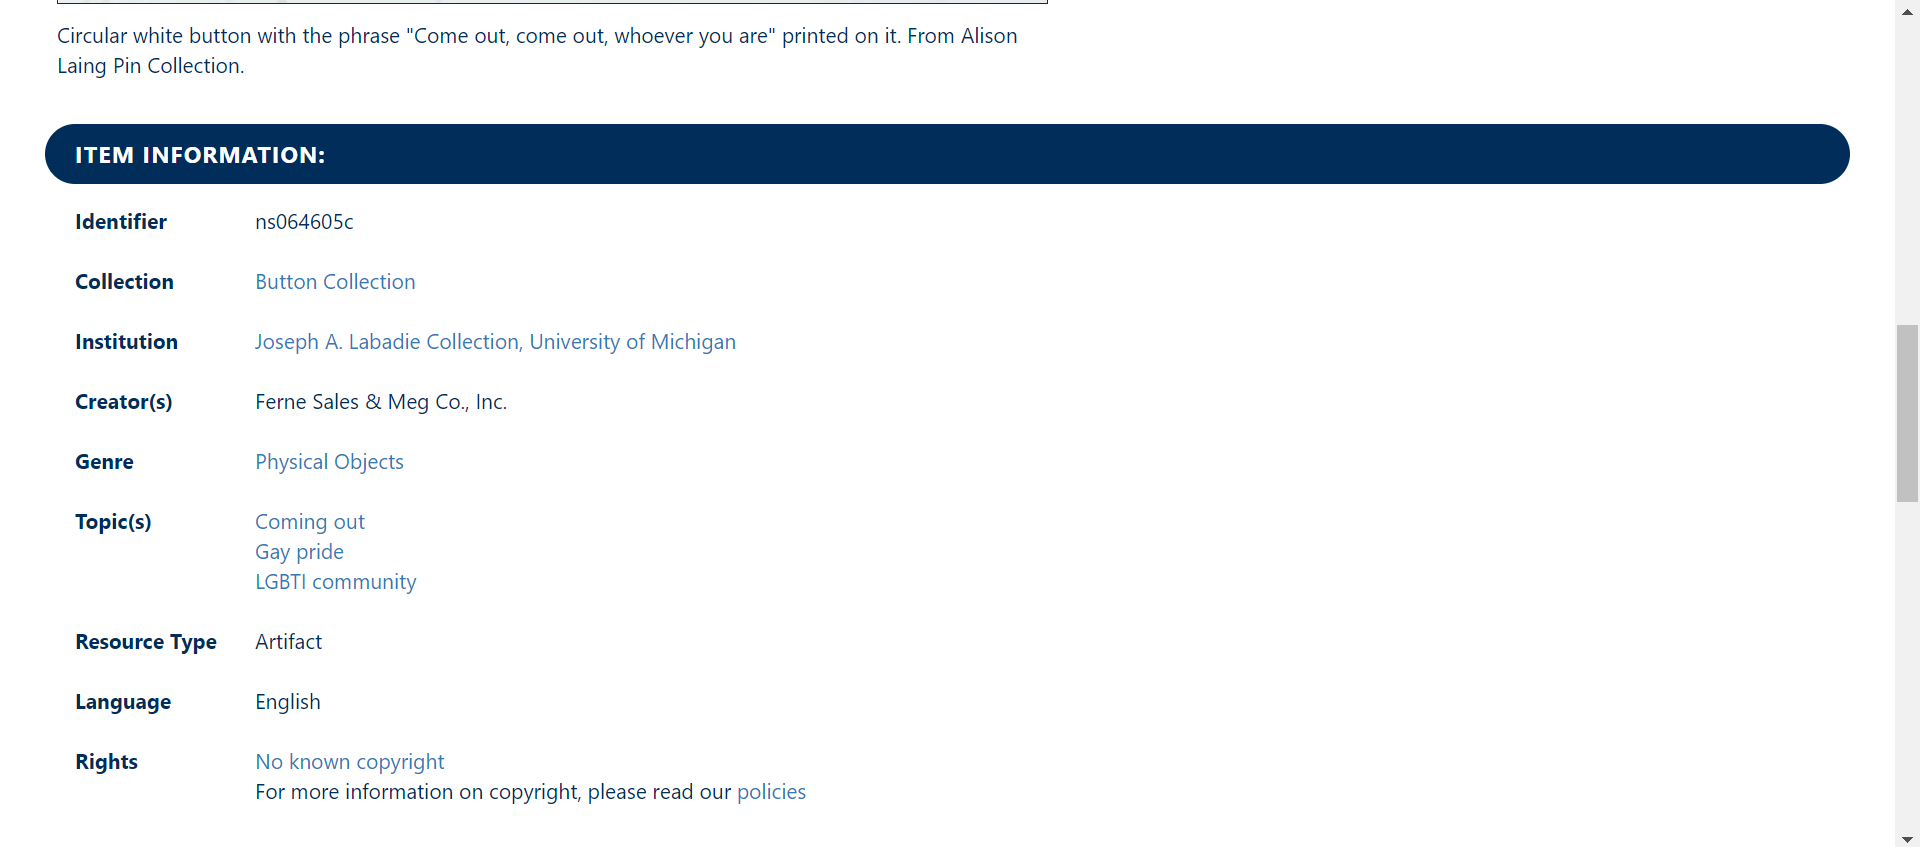 Circular white button with the phrase "Come out, come out, whoever you are" printed on it. From Alison
Laing Pin Collection.
ITEM INFORMATION:
Identifier ns064605c
Collection Button Collection
Institution Joseph A. Labadie Collection, University of Michigan
Creator(s) Ferne Sales & Meg Co., Inc.
Genre Physical Objects
Topic(s) Coming out
Gay pride
LGBTI community
Resource Type Artifact
Language English
Rights No known copyright
For more information on copyright, please read our policies